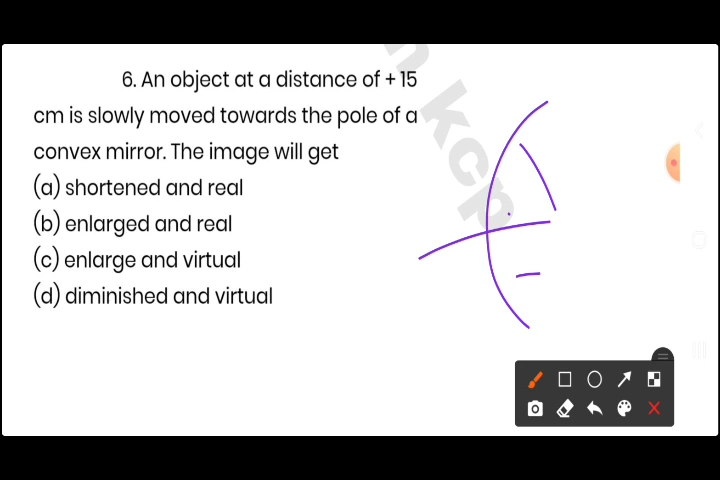 6. An object at a distance of + 15
cm is slowly moved towards the pole of a
convex mirror. The image will get
(a) shortened and real
(b) enlarged and real
(c) enlarge and virtual
(d) diminished and virtual
n kcp